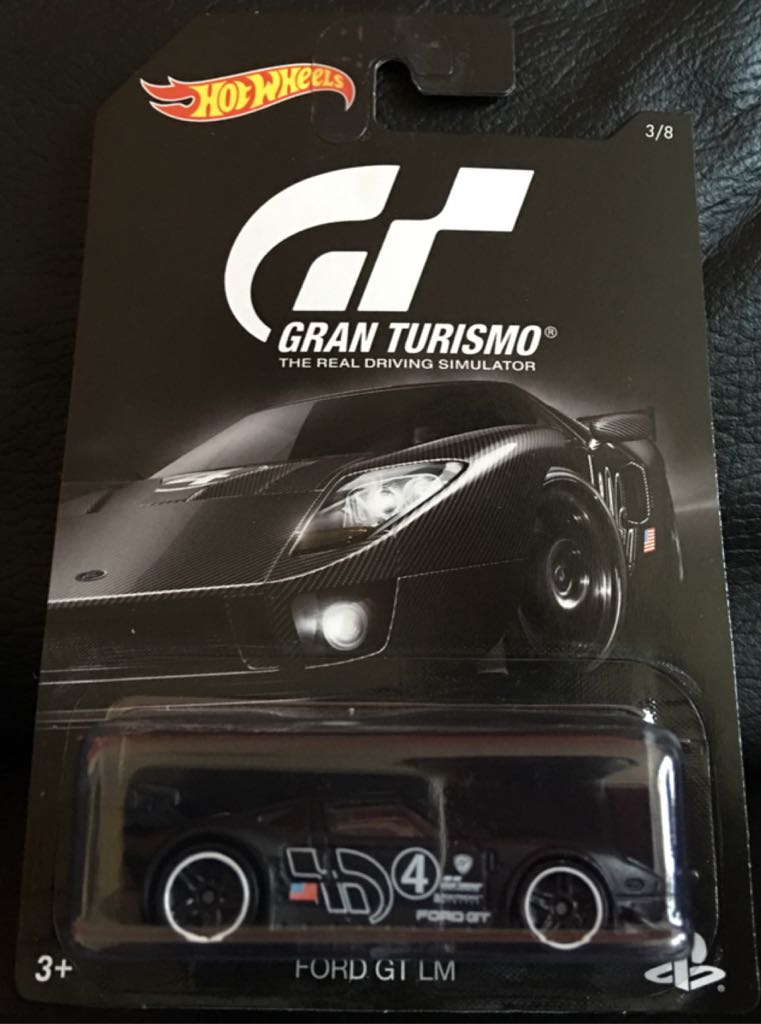 HOT WHEELS
3/8
GT
GRAN TURISMO®
THE REAL DRIVING SIMULATOR
4
FORD GT
3+
FORD GT LM